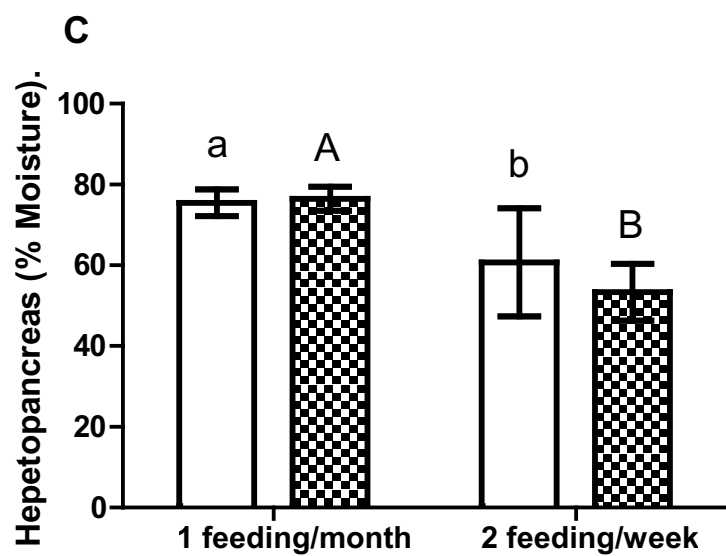 C
Hepetopancreas (% Moisture).
100
80
60
40
20
0
a
A
b
B
1 feeding/month
2 feeding/week